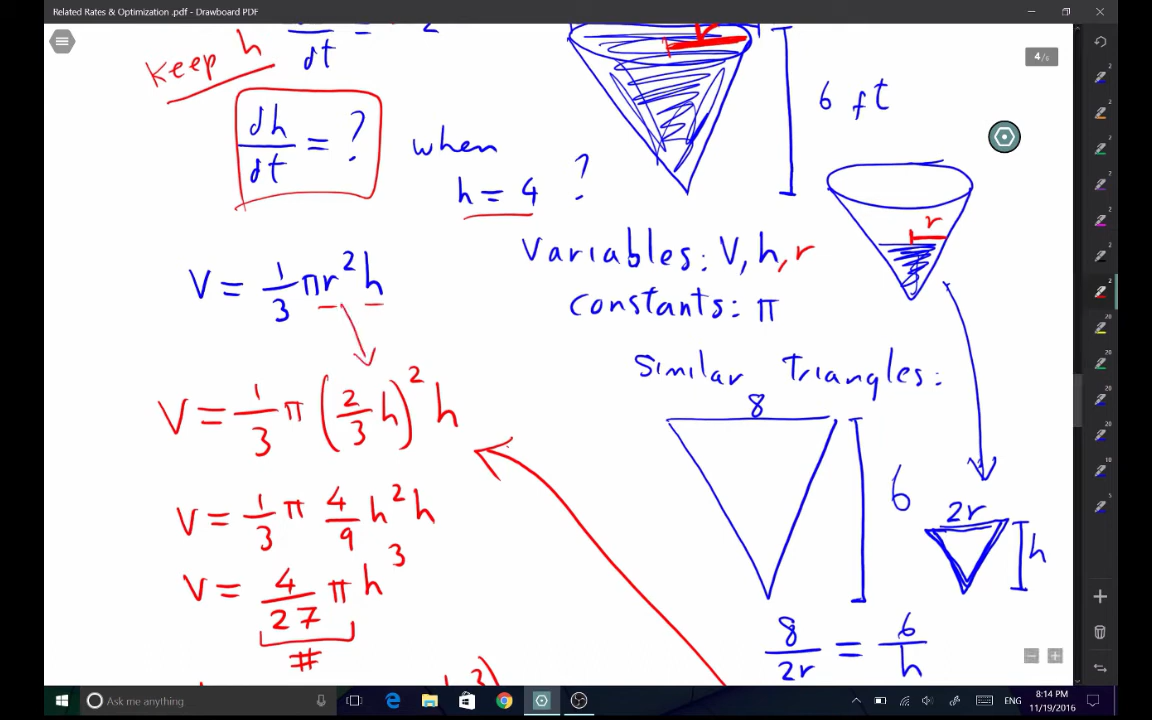 Related Rates & Optimization .pdf - Drawboard PDF
4/6
Keep h
dt
r
6 ft
dh/dt = ?
when
h = 4 ?
r
V = 1/3 πr²h
Variables: V, h, r
constants: π
Similar Triangles:
V = 1/3 π (2/3 h)² h
8
6
2r
h
V = 1/3 π 4/9 h²h
V = 4/27 π h³
#
8/2r = 6/h
Ask me anything
ENG
8:14 PM
11/19/2016